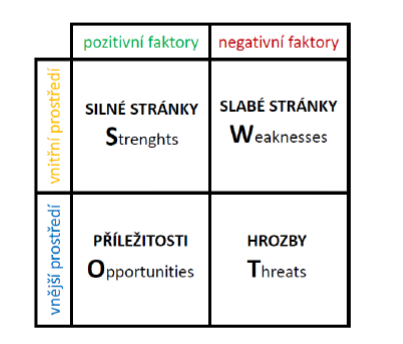 pozitivní faktory negativní faktory
vnitřní prostředí
SILNÉ STRÁNKY
Strenghts
SLABÉ STRÁNKY
Weaknesses
vnější prostředí
PŘÍLEŽITOSTI
Opportunities
HROZBY
Threats